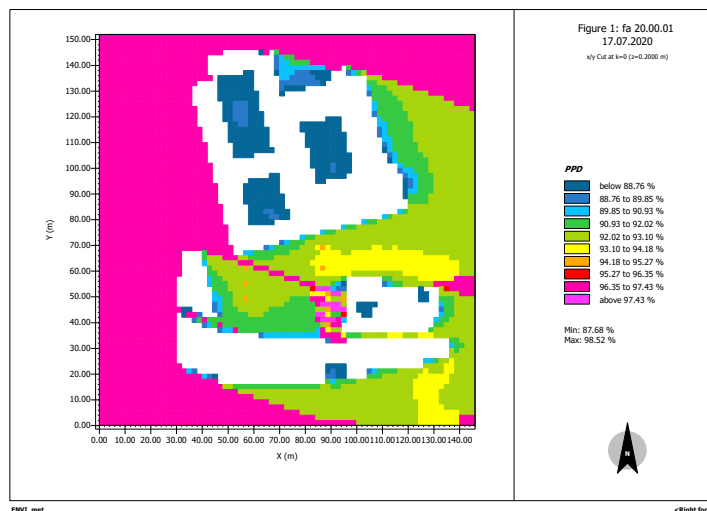 Figure 1: fa 20.00.01
17.07.2020
x/y Cut at k=0 (z=0.2000 m)
150.00
140.00
130.00
120.00
110.00
100.00
90.00
80.00
70.00
60.00
50.00
40.00
30.00
20.00
10.00
0.00
Y (m)
0.00 10.00 20.00 30.00 40.00 50.00 60.00 70.00 80.00 90.00 100.00 110.00 120.00 130.00 140.00
X (m)
PPD
below 88.76 %
88.76 to 89.85 %
89.85 to 90.93 %
90.93 to 92.02 %
92.02 to 93.10 %
93.10 to 94.18 %
94.18 to 95.27 %
95.27 to 96.35 %
96.35 to 97.43 %
above 97.43 %
Min: 87.68 %
Max: 98.52 %
N
ENVI_met
<Right foo